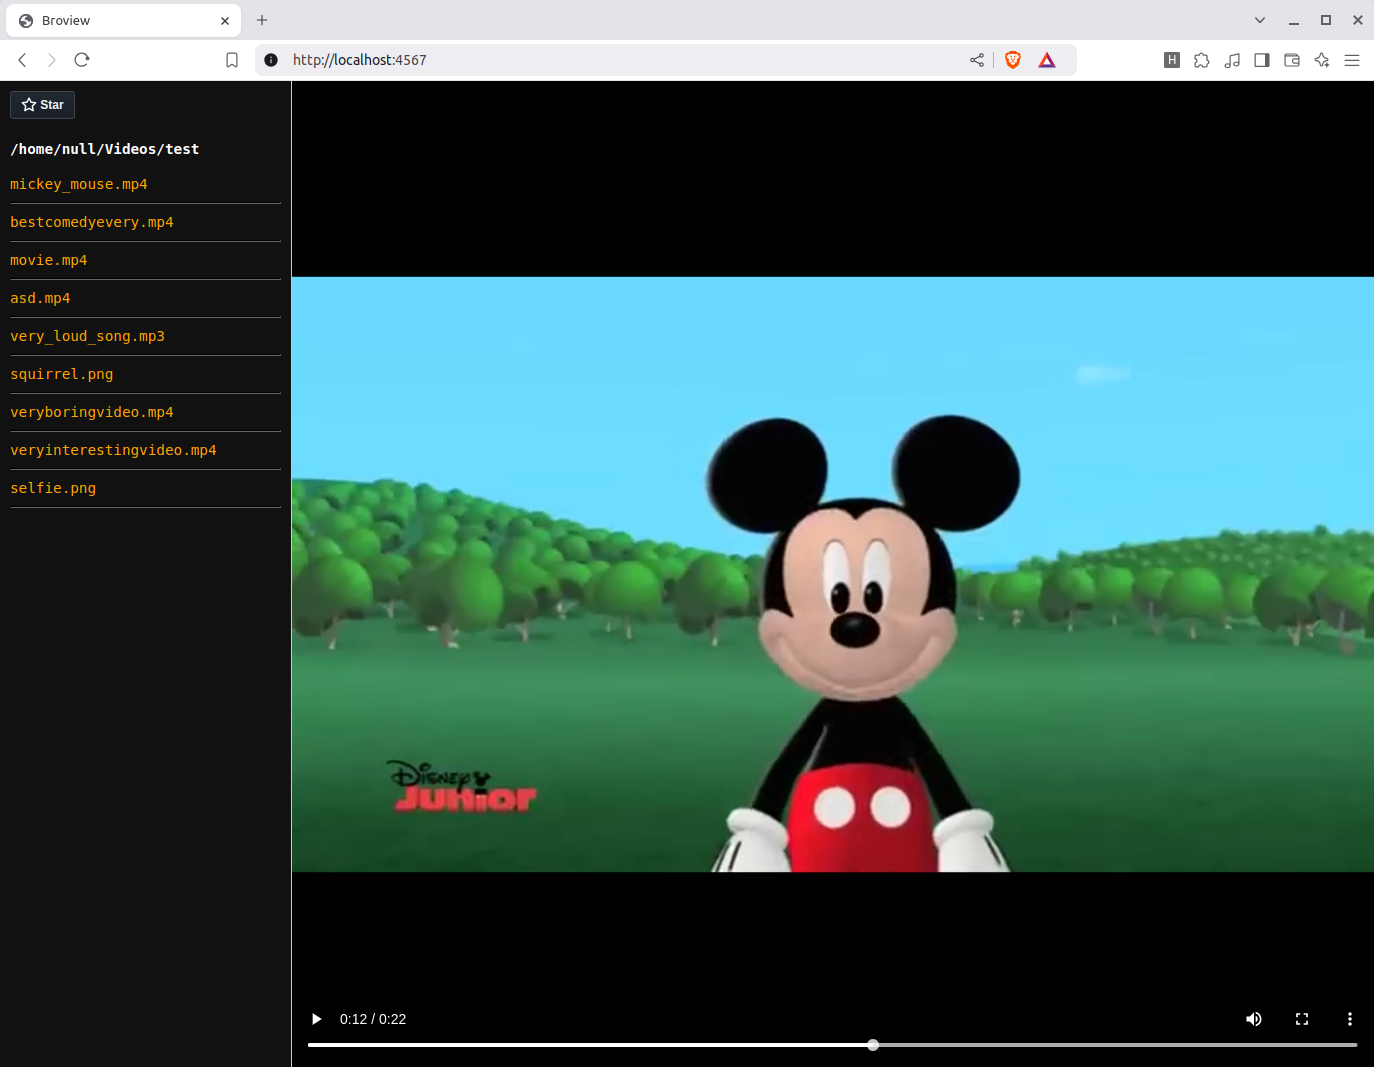 Broview
http://localhost:4567
H
Star
/home/null/Videos/test
mickey_mouse.mp4
bestcomedyevery.mp4
movie.mp4
asd.mp4
very_loud_song.mp3
squirrel.png
veryboringvideo.mp4
veryinterestingvideo.mp4
selfie.png
Disney
Junior
0:12 / 0:22